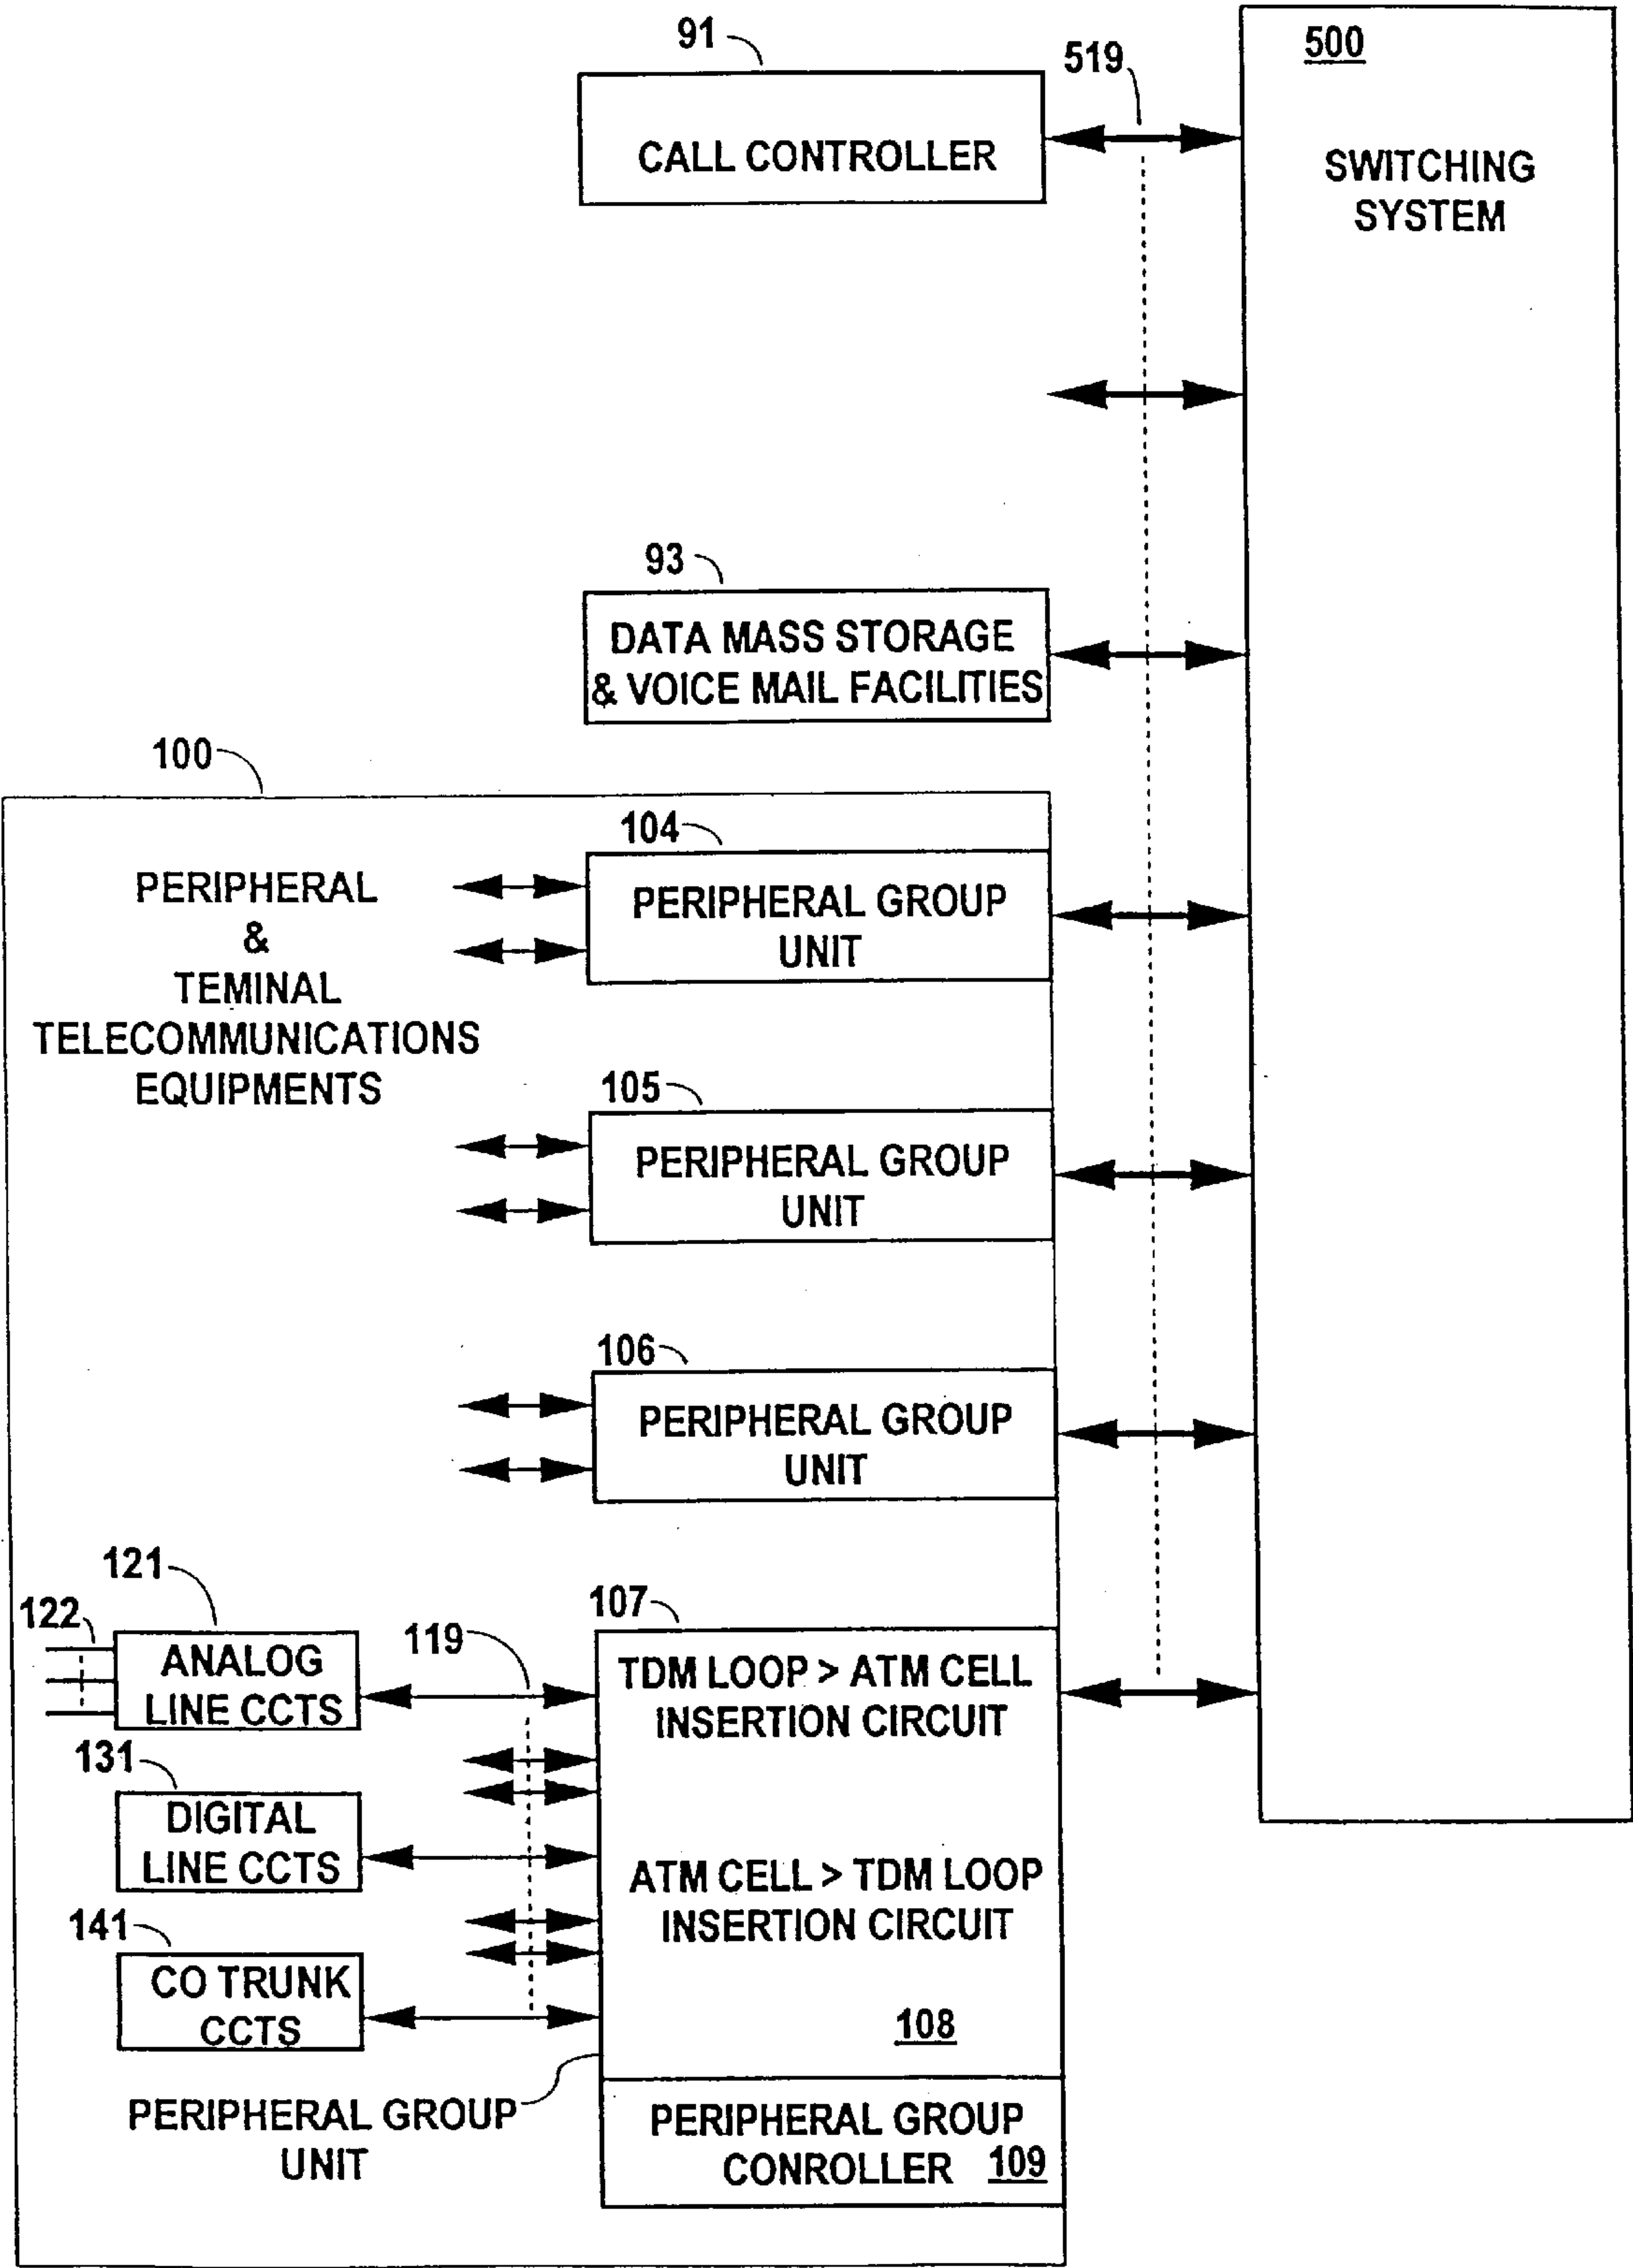 91
519
500
CALL CONTROLLER
SWITCHING
SYSTEM
93
DATA MASS STORAGE
& VOICE MAIL FACILITIES
100
104
PERIPHERAL
&
TEMINAL
TELECOMMUNICATIONS
EQUIPMENTS
PERIPHERAL GROUP
UNIT
105
PERIPHERAL GROUP
UNIT
106
PERIPHERAL GROUP
UNIT
121
122
ANALOG
LINE CCTS
119
107
TDM LOOP > ATM CELL
INSERTION CIRCUIT
131
DIGITAL
LINE CCTS
ATM CELL > TDM LOOP
INSERTION CIRCUIT
141
CO TRUNK
CCTS
108
PERIPHERAL GROUP
UNIT
PERIPHERAL GROUP
CONROLLER 109